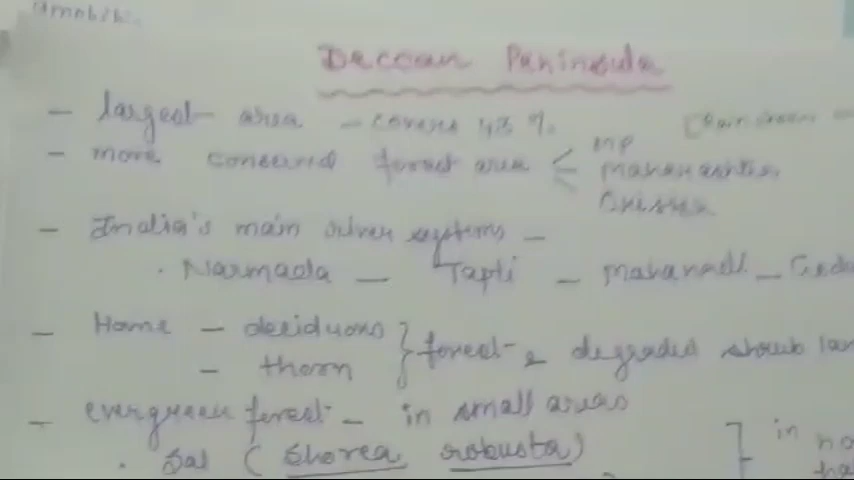 Deccan Peninsula
- largest area - covers 43 %
- more conserved forest area < MP
- Maharashtra
Orissa
- India's main river systems -
. Narmada - Tapti - Mahanadi -
- Home - deciduous } forest & degraded shrub
- thorn
- evergreen forest - in small areas
. Sal (Shorea robusta) ] in